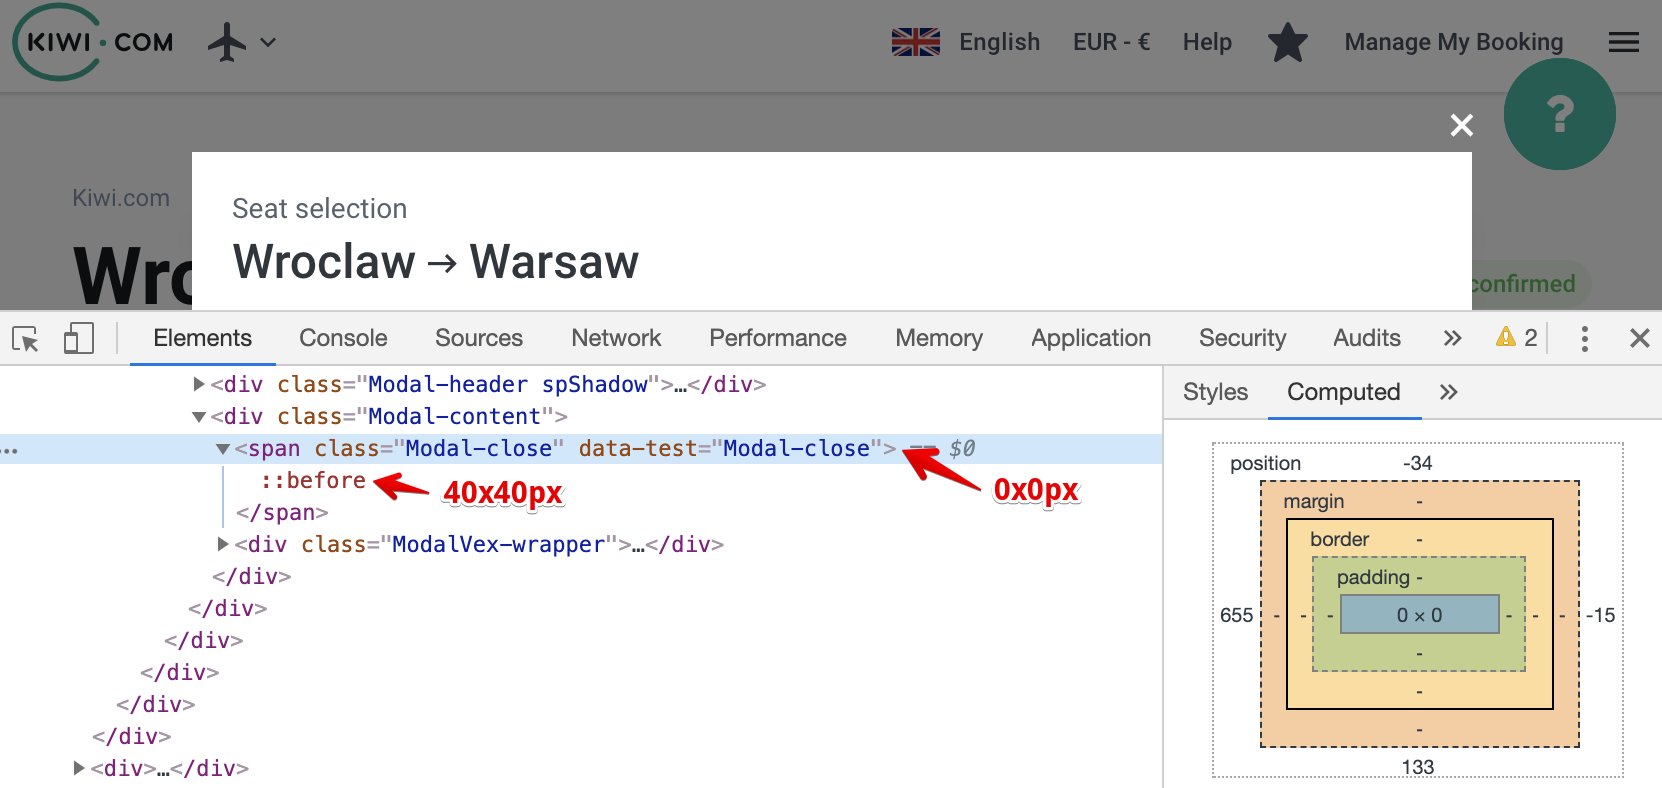 KIWI.COM English EUR - € Help Manage My Booking
?
Kiwi.com
Seat selection
Wroclaw → Warsaw
Wro
confirmed
Elements Console Sources Network Performance Memory Application Security Audits » 2
▶<div class="Modal-header spShadow">…</div>
▼<div class="Modal-content">
… ▼<span class="Modal-close" data-test="Modal-close"> == $0
::before
40x40px
0x0px
</span>
▶<div class="ModalVex-wrapper">…</div>
</div>
</div>
</div>
</div>
</div>
</div>
▶<div>…</div>
Styles Computed »
position -34
margin -
border -
padding -
655 - - - 0 × 0 - - - -15
-
-
-
133